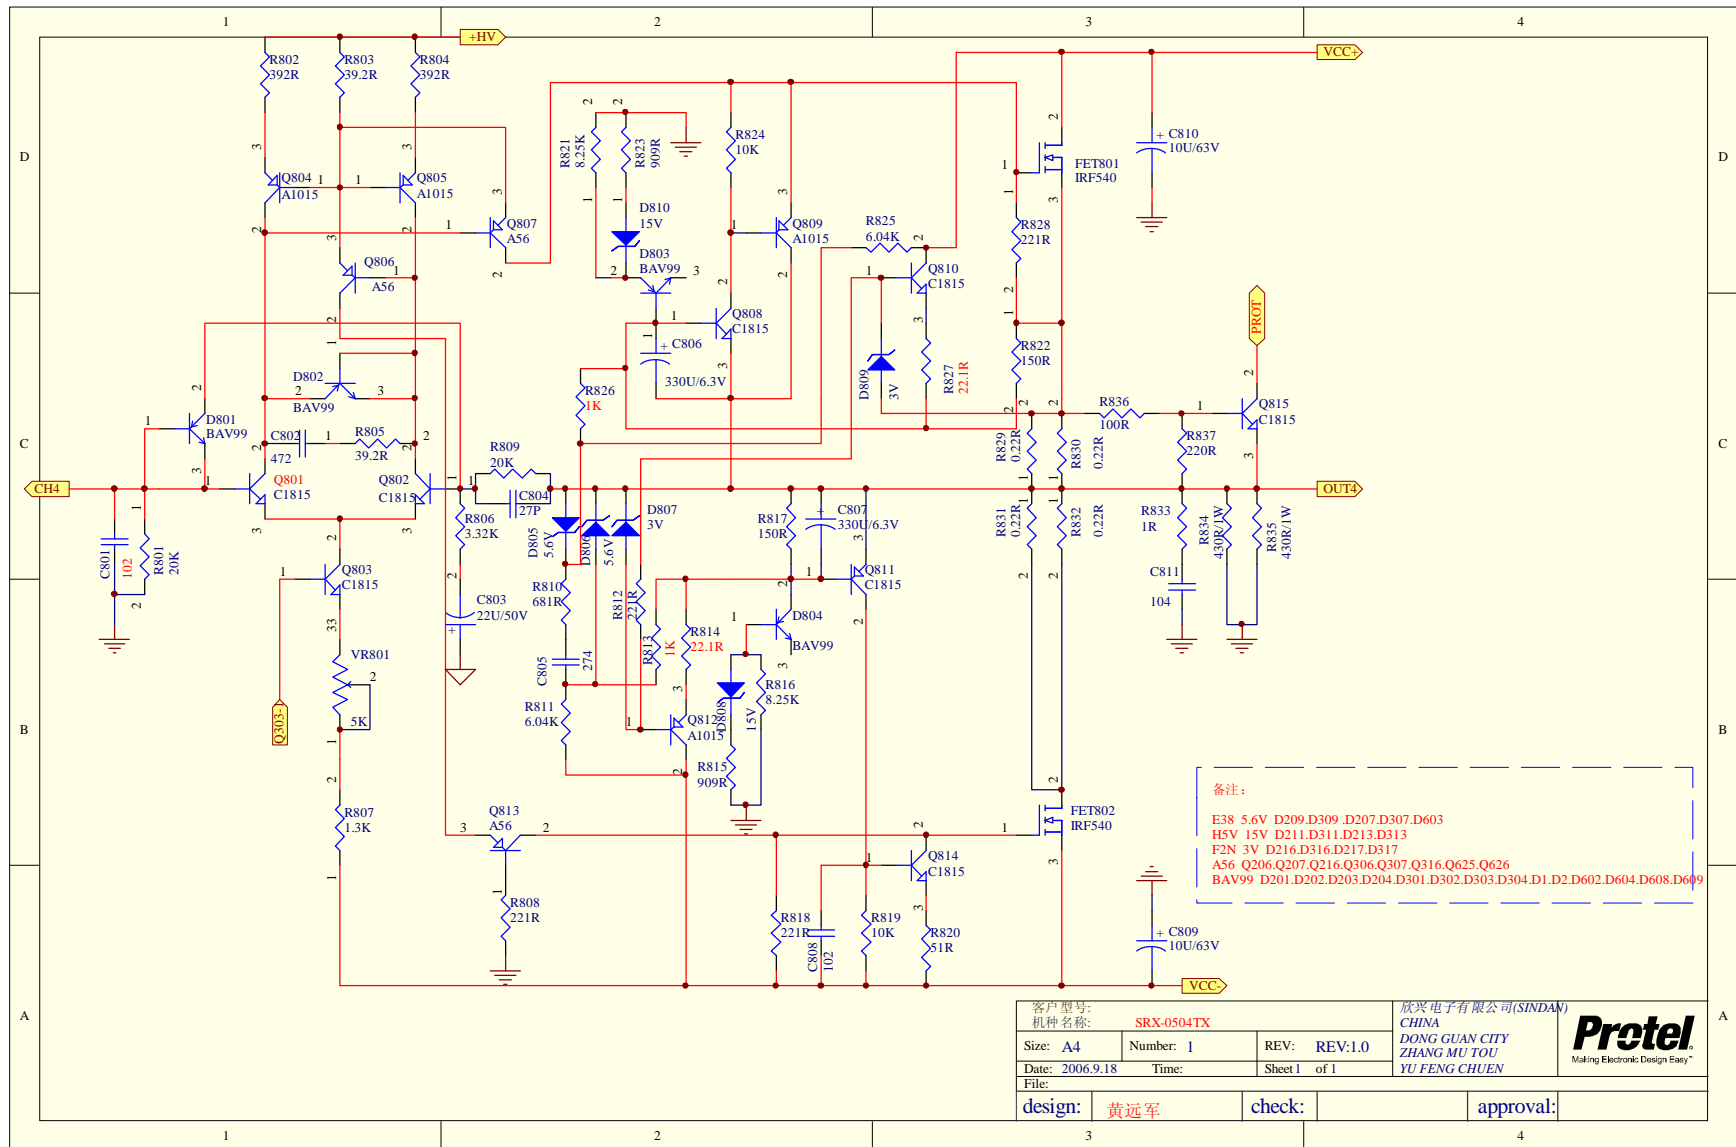 1
2
3
4
+HV
VCC+
R802
392R
R803
39.2R
R804
392R
R821
8.25K
R823
909R
R824
10K
C810
10U/63V
FET801
IRF540
D
D
Q804
A1015
Q805
A1015
Q807
A56
D810
15V
D803
BAV99
Q809
A1015
R825
6.04K
R828
221R
Q806
A56
Q810
C1815
Q808
C1815
C806
330U/6.3V
D809
3V
R827
22.1R
R822
150R
PROT
D802
BAV99
R826
1K
D801
BAV99
C802
472
R805
39.2R
R809
20K
R829
0.22R
R830
0.22R
R836
100R
R837
220R
Q815
C1815
C
C
CH4
Q801
C1815
Q802
C1815
C804
27P
OUT4
R806
3.32K
D805
5.6V
D806
5.6V
D807
3V
R817
150R
C807
330U/6.3V
R831
0.22R
R832
0.22R
R833
1R
R834
430R/1W
R835
430R/1W
C801
102
R801
20K
Q803
C1815
C803
22U/50V
R810
681R
R812
221R
Q811
C1815
C811
104
D804
BAV99
R813
1K
R814
22.1R
C805
274
VR801
5K
R811
6.04K
Q812
A1015
D808
15V
R816
8.25K
Q303-1
R815
909R
B
B
R807
1.3K
Q813
A56
FET802
IRF540
备注:
E38 5.6V D209.D309 .D207.D307.D603
H5V 15V D211.D311.D213.D313
F2N 3V D216.D316.D217.D317
A56 Q206.Q207.Q216.Q306.Q307.Q316.Q625.Q626
BAV99 D201.D202.D203.D204.D301.D302.D303.D304.D1.D2.D602.D604.D608.D609
Q814
C1815
R808
221R
R818
221R
C808
102
R819
10K
R820
51R
C809
10U/63V
VCC-
A
A
客户型号:
机种名称: SRX-0504TX
Size: A4 Number: 1 REV: REV:1.0
Date: 2006.9.18 Time: Sheet 1 of 1
File:
design: 黄远军 check: approval:
欣兴电子有限公司(SINDAN)
CHINA
DONG GUAN CITY
ZHANG MU TOU
YU FENG CHUEN
Protel
Making Electronic Design Easy™
1
2
3
4